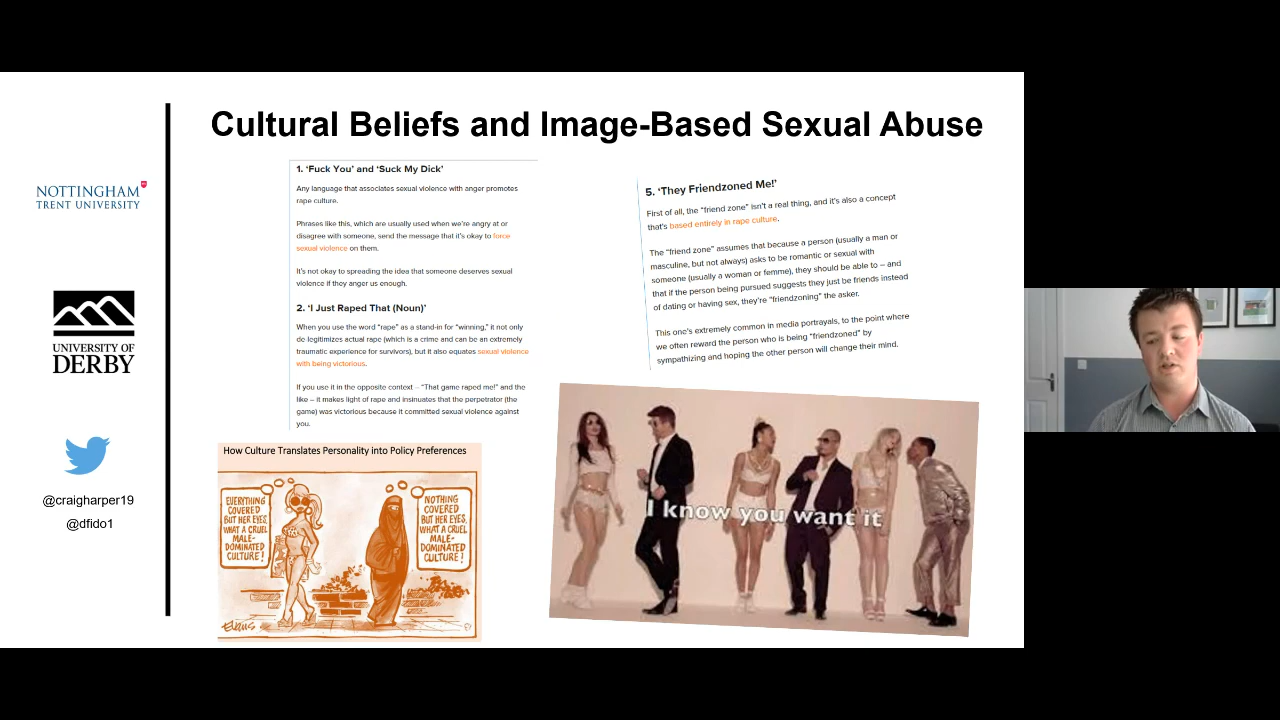 Cultural Beliefs and Image-Based Sexual Abuse
NOTTINGHAM
TRENT UNIVERSITY
UNIVERSITY OF
DERBY
@craigharper19
@dfido1
1. ‘Fuck You’ and ‘Suck My Dick’
Any language that associates sexual violence with anger promotes
rape culture.
Phrases like this, which are usually used when we’re angry at or
disagree with someone, send the message that it’s okay to force
sexual violence on them.
It’s not okay to spreading the idea that someone deserves sexual
violence if they anger us enough.
2. ‘I Just Raped That (Noun)’
When you use the word “rape” as a stand-in for “winning,” it not only
de-legitimizes actual rape (which is a crime and can be an extremely
traumatic experience for survivors), but it also equates sexual violence
with being victorious.
If you use it in the opposite context – “That game raped me!” and the
like – it makes light of rape and insinuates that the perpetrator (the
game) was victorious because it committed sexual violence against
you.
5. ‘They Friendzoned Me!’
First of all, the “friend zone” isn’t a real thing, and it’s also a concept
that’s based entirely in rape culture.
The “friend zone” assumes that because a person (usually a man or
masculine, but not always) asks to be romantic or sexual with
someone (usually a woman or femme), they should be able to – and
that if the person being pursued suggests they just be friends instead
of dating or having sex, they’re “friendzoning” the asker.
This one’s extremely common in media portrayals, to the point where
we often reward the person who is being “friendzoned” by
sympathizing and hoping the other person will change their mind.
How Culture Translates Personality into Policy Preferences
EVERYTHING
COVERED
BUT HER EYES,
WHAT A CRUEL
MALE-
DOMINATED
CULTURE!
NOTHING
COVERED
BUT HER EYES,
WHAT A CRUEL
MALE-
DOMINATED
CULTURE!
Evans
I know you want it